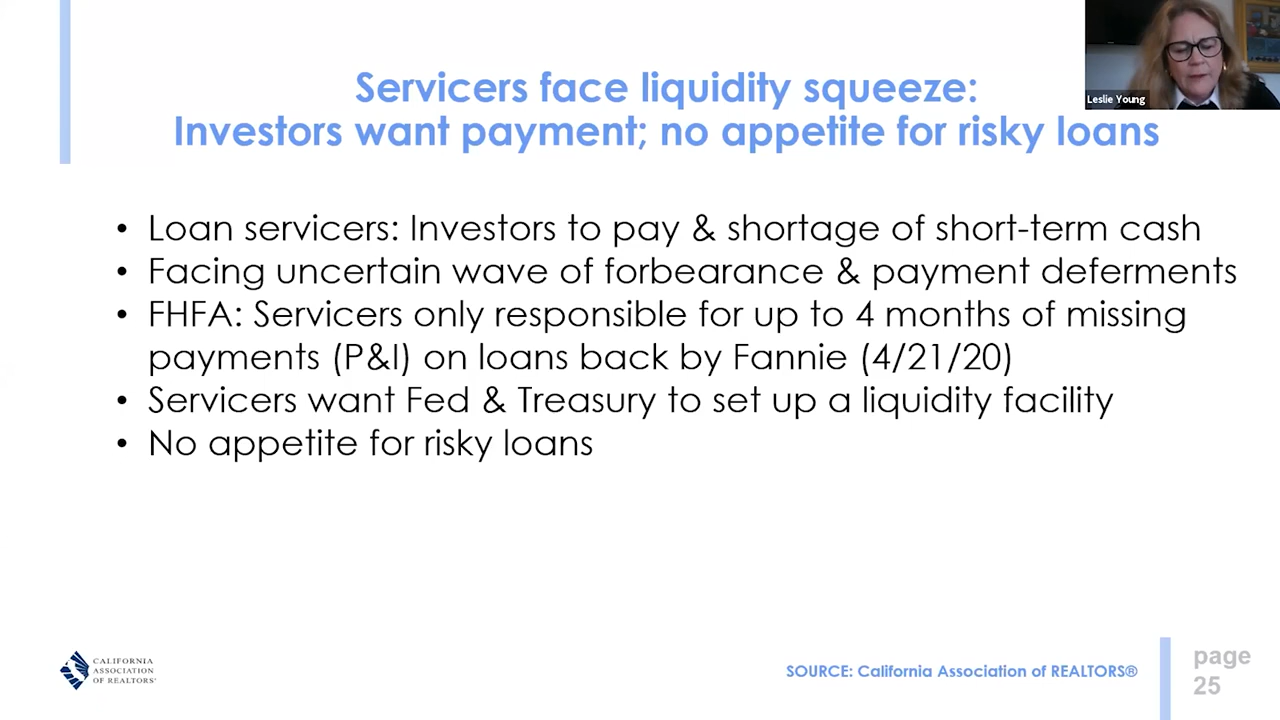 Leslie Young
Servicers face liquidity squeeze:
Investors want payment; no appetite for risky loans
• Loan servicers: Investors to pay & shortage of short-term cash
• Facing uncertain wave of forbearance & payment deferments
• FHFA: Servicers only responsible for up to 4 months of missing
payments (P&I) on loans back by Fannie (4/21/20)
• Servicers want Fed & Treasury to set up a liquidity facility
• No appetite for risky loans
CALIFORNIA
ASSOCIATION
OF REALTORS®
SOURCE: California Association of REALTORS®
page
25